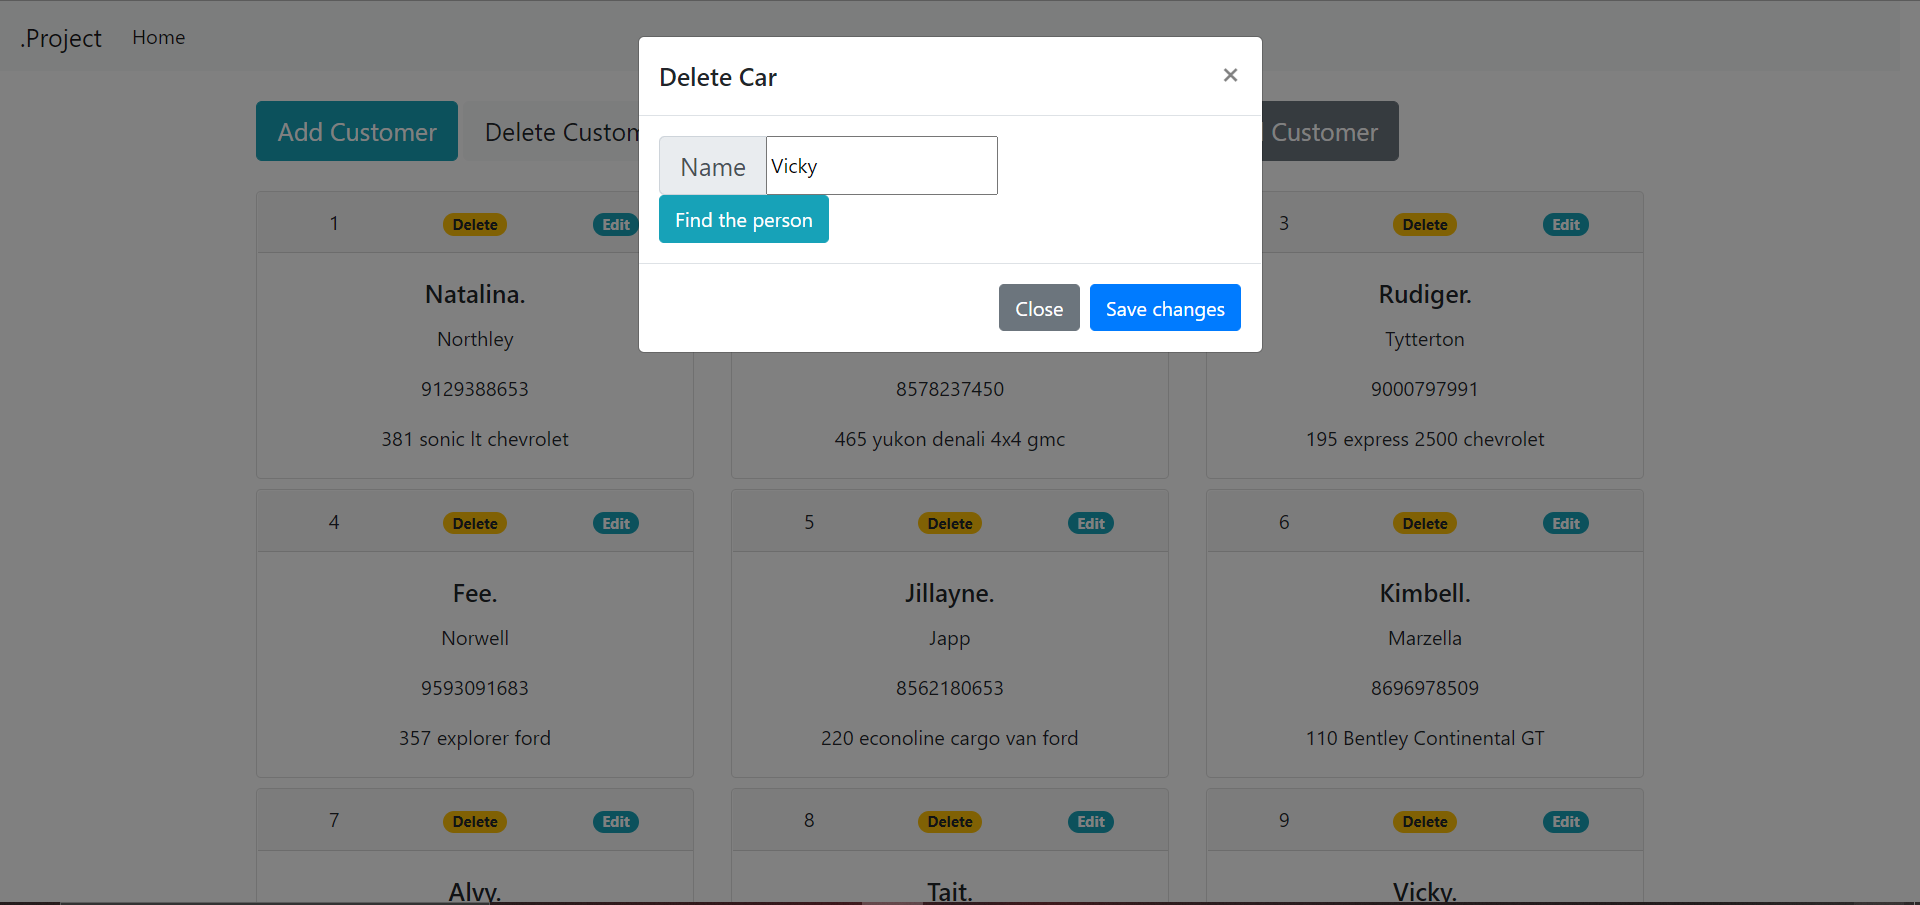 .Project Home
Delete Car ×
Add Customer Delete Custom Customer
Name Vicky
Find the person
Close Save changes
1 Delete Edit
Natalina.
Northley
9129388653
381 sonic lt chevrolet
8578237450
465 yukon denali 4x4 gmc
3 Delete Edit
Rudiger.
Tytterton
9000797991
195 express 2500 chevrolet
4 Delete Edit
Fee.
Norwell
9593091683
357 explorer ford
5 Delete Edit
Jillayne.
Japp
8562180653
220 econoline cargo van ford
6 Delete Edit
Kimbell.
Marzella
8696978509
110 Bentley Continental GT
7 Delete Edit
Alvy.
8 Delete Edit
Tait.
9 Delete Edit
Vicky.